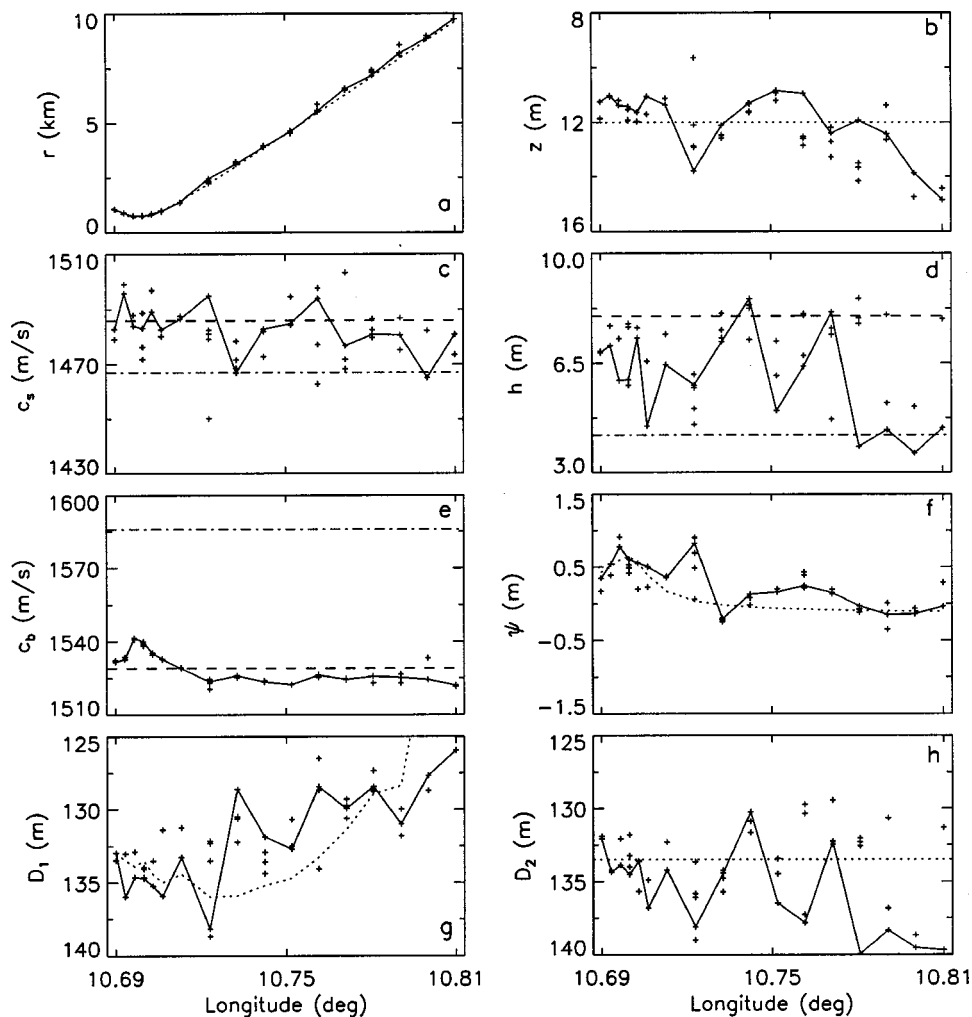 10
5
0
r (km)
a
8
12
16
z (m)
b
1510
1470
1430
c_s (m/s)
c
10.0
6.5
3.0
h (m)
d
1600
1570
1540
1510
c_b (m/s)
e
1.5
0.5
-0.5
-1.5
ψ (m)
f
125
130
135
140
D_1 (m)
g
10.69
10.75
10.81
Longitude (deg)
125
130
135
140
D_2 (m)
h
10.69
10.75
10.81
Longitude (deg)